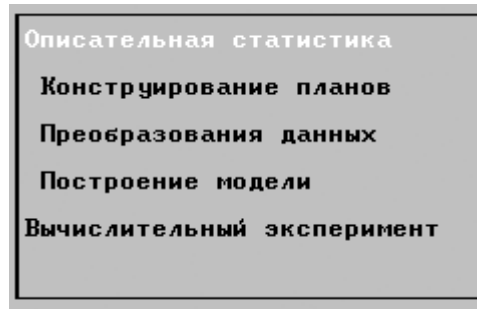 Описательная статистика
Конструирование планов
Преобразования данных
Построение модели
Вычислительный эксперимент